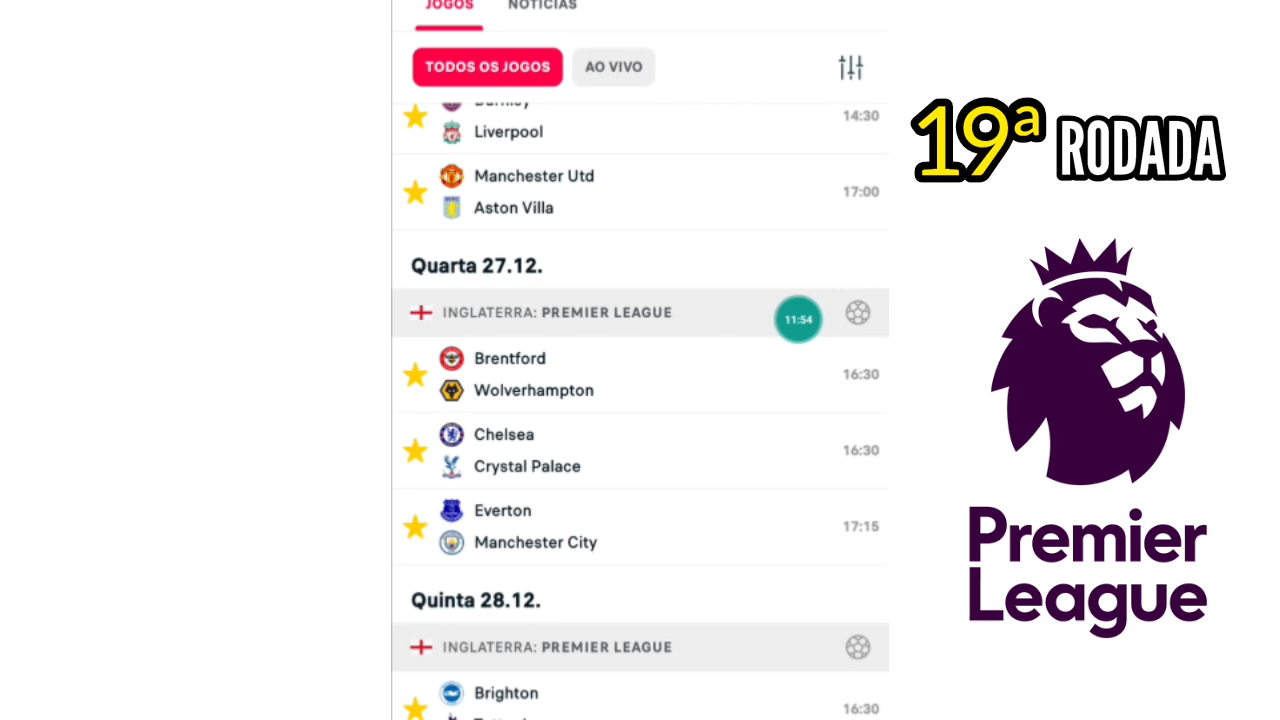 JOGOS NOTÍCIAS
TODOS OS JOGOS AO VIVO
Burnley
14:30
Liverpool
Manchester Utd
17:00
Aston Villa
Quarta 27.12.
INGLATERRA: PREMIER LEAGUE
11:54
Brentford
16:30
Wolverhampton
Chelsea
16:30
Crystal Palace
Everton
17:15
Manchester City
Quinta 28.12.
INGLATERRA: PREMIER LEAGUE
Brighton
16:30
19ª RODADA
Premier
League